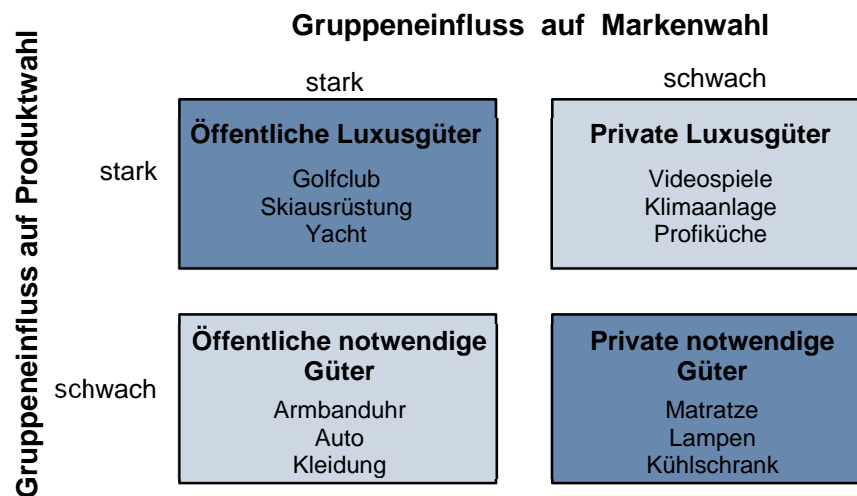 Gruppeneinfluss auf Markenwahl
stark
schwach
Gruppeneinfluss auf Produktwahl
stark
Öffentliche Luxusgüter
Golfclub
Skiausrüstung
Yacht
Private Luxusgüter
Videospiele
Klimaanlage
Profiküche
schwach
Öffentliche notwendige
Güter
Armbanduhr
Auto
Kleidung
Private notwendige
Güter
Matratze
Lampen
Kühlschrank